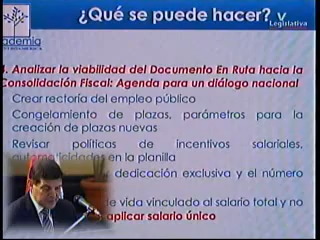 ¿Qué se puede hacer? y
Legislativa
ademia
4. Analizar la viabilidad del Documento En Ruta hacia la
Consolidación Fiscal: Agenda para un diálogo nacional
Crear rectoría del empleo público
Congelamiento de plazas, parámetros para la
creación de plazas nuevas
Revisar políticas de incentivos salariales,
en la planilla
dedicación exclusiva y el número
de vida vinculado al salario total y no
aplicar salario único